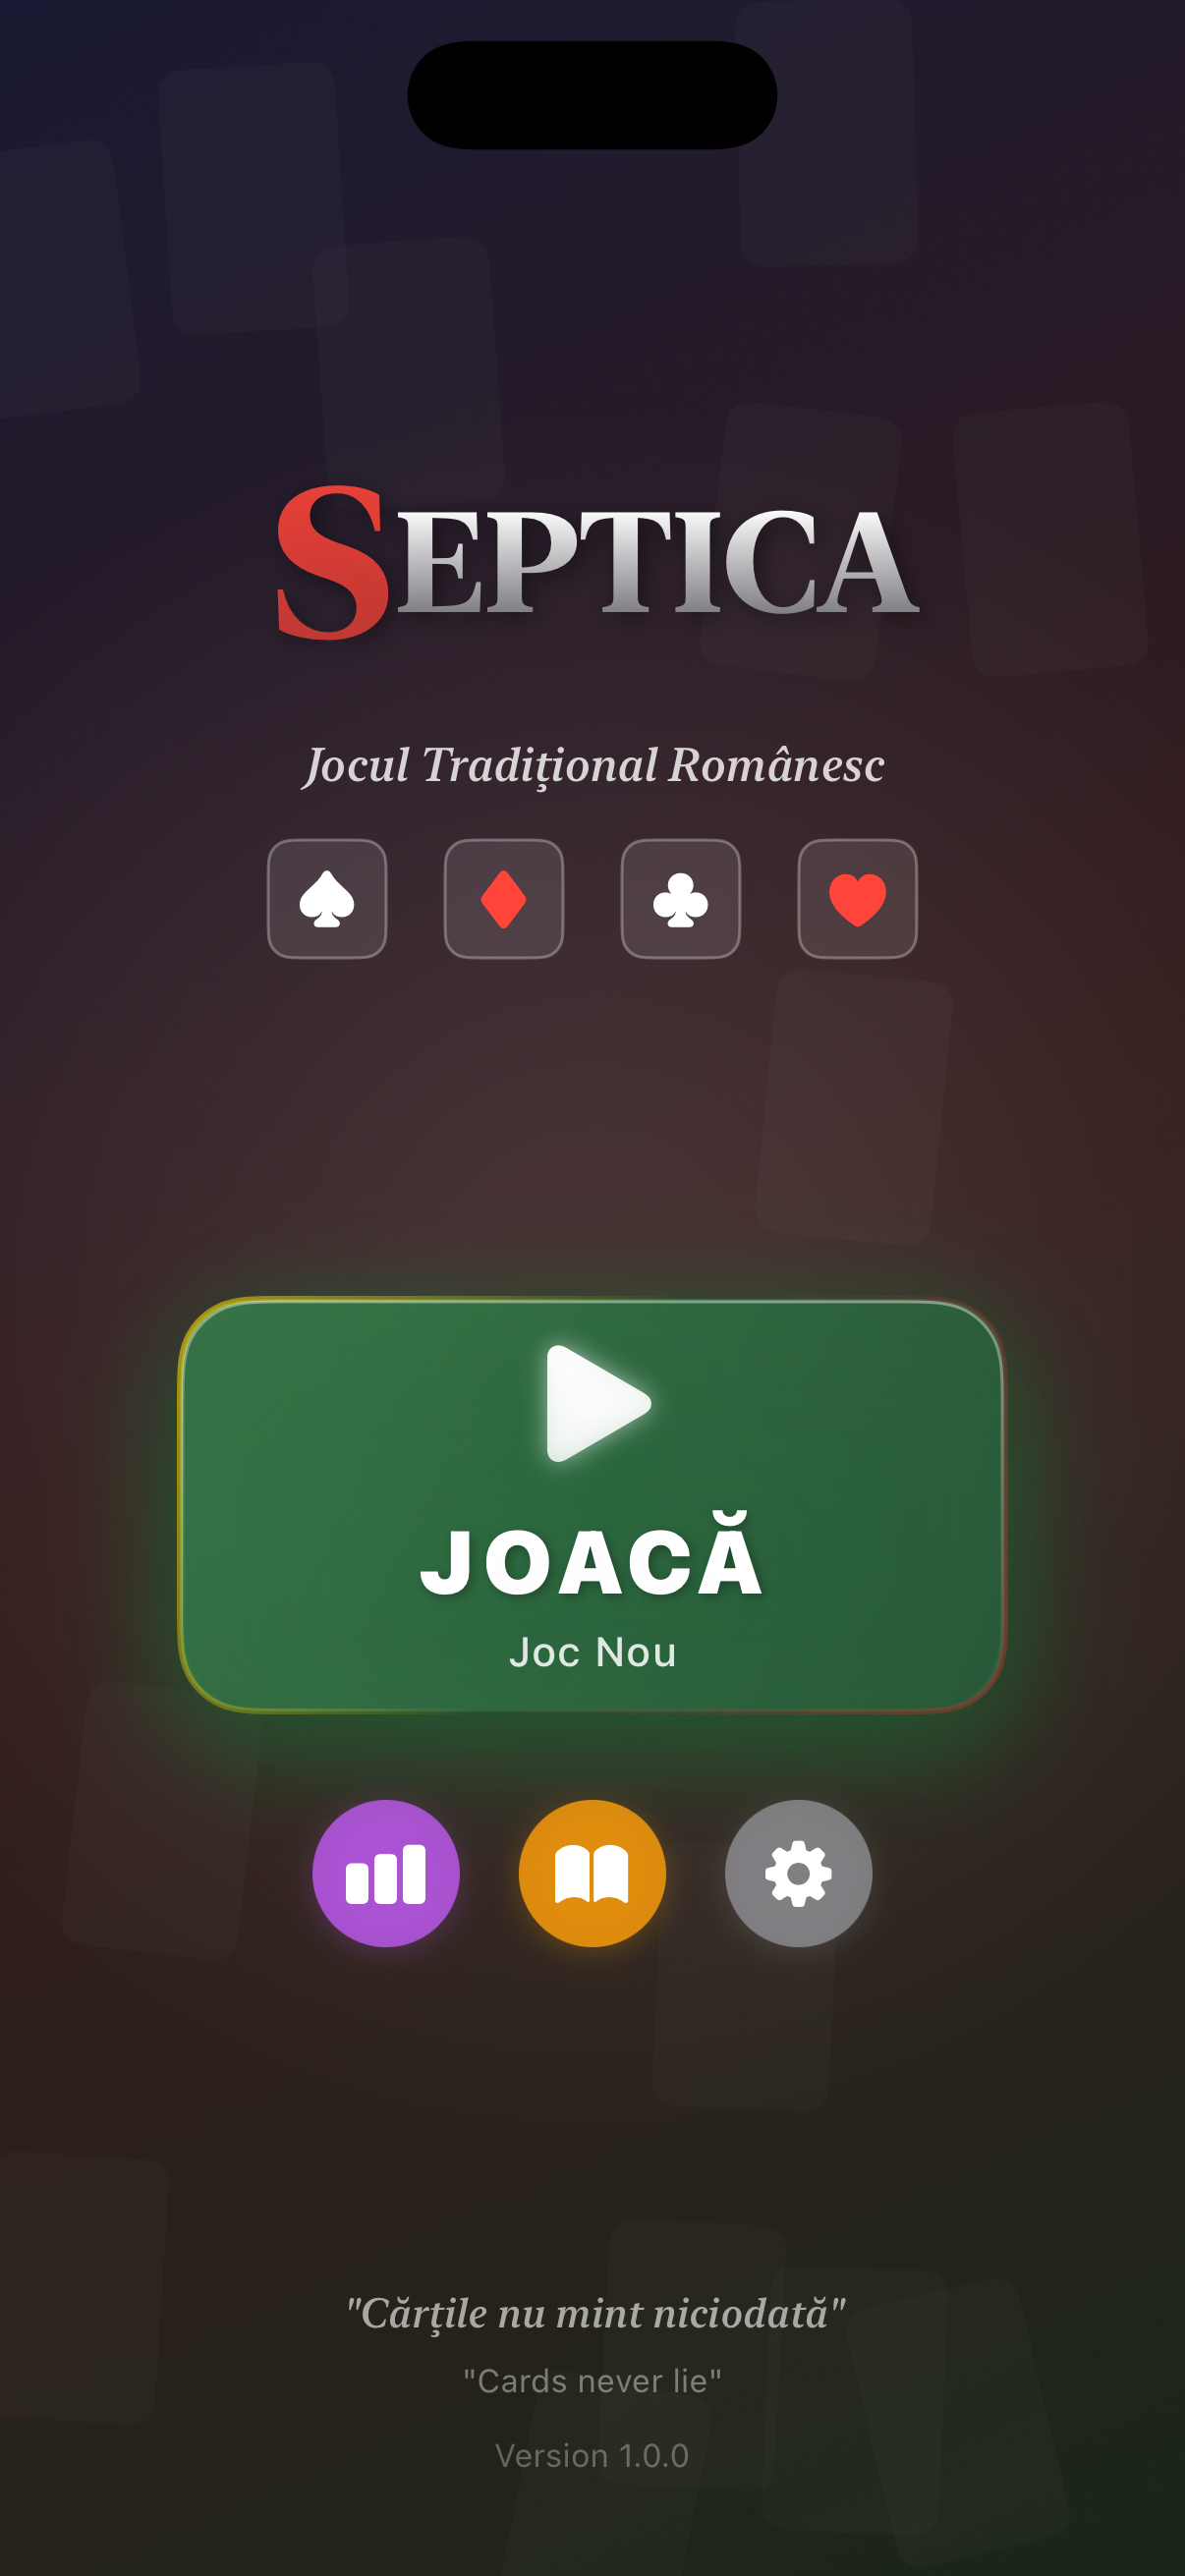 SEPTICA
Jocul Tradițional Românesc
JOACĂ
Joc Nou
"Cărțile nu mint niciodată"
"Cards never lie"
Version 1.0.0